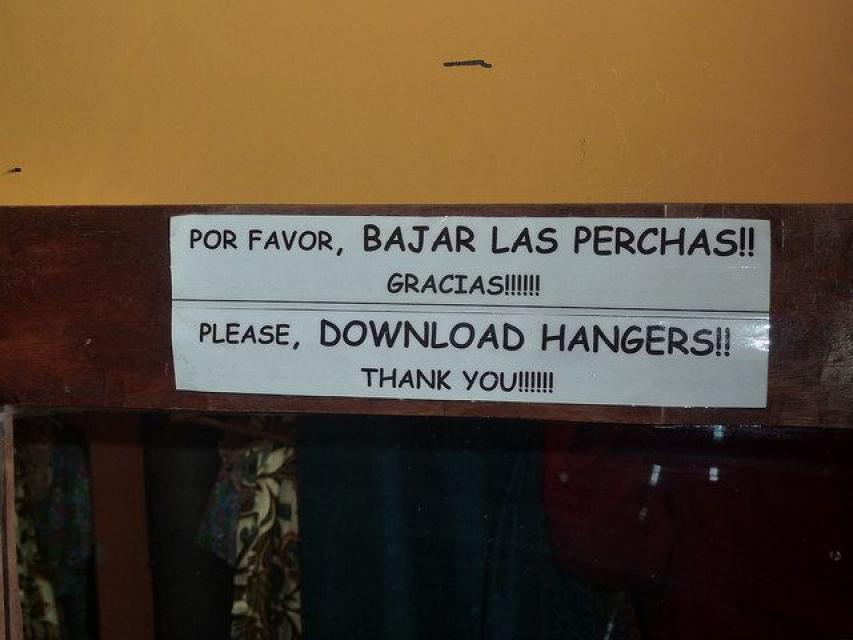 POR FAVOR, BAJAR LAS PERCHAS!!
GRACIAS!!!!!!
PLEASE, DOWNLOAD HANGERS!!
THANK YOU!!!!!!